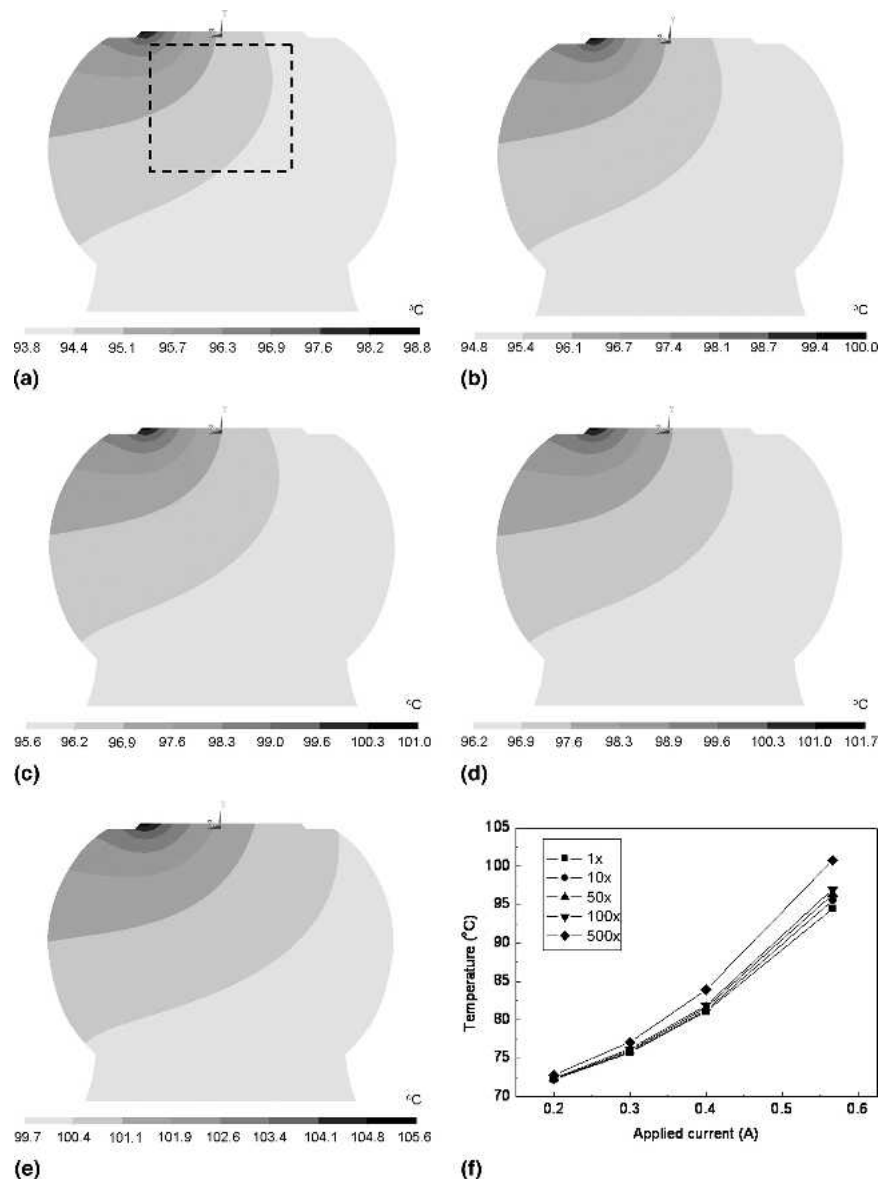 °C
93.8 94.4 95.1 95.7 96.3 96.9 97.6 98.2 98.8
(a)
°C
94.8 95.4 96.1 96.7 97.4 98.1 98.7 99.4 100.0
(b)
°C
95.6 96.2 96.9 97.6 98.3 99.0 99.6 100.3 101.0
(c)
°C
96.2 96.9 97.6 98.3 98.9 99.6 100.3 101.0 101.7
(d)
°C
99.7 100.4 101.1 101.9 102.6 103.4 104.1 104.8 105.6
(e)
105
100
95
90
85
80
75
70
Temperature (°C)
1x
10x
50x
100x
500x
0.2 0.3 0.4 0.5 0.6
Applied current (A)
(f)